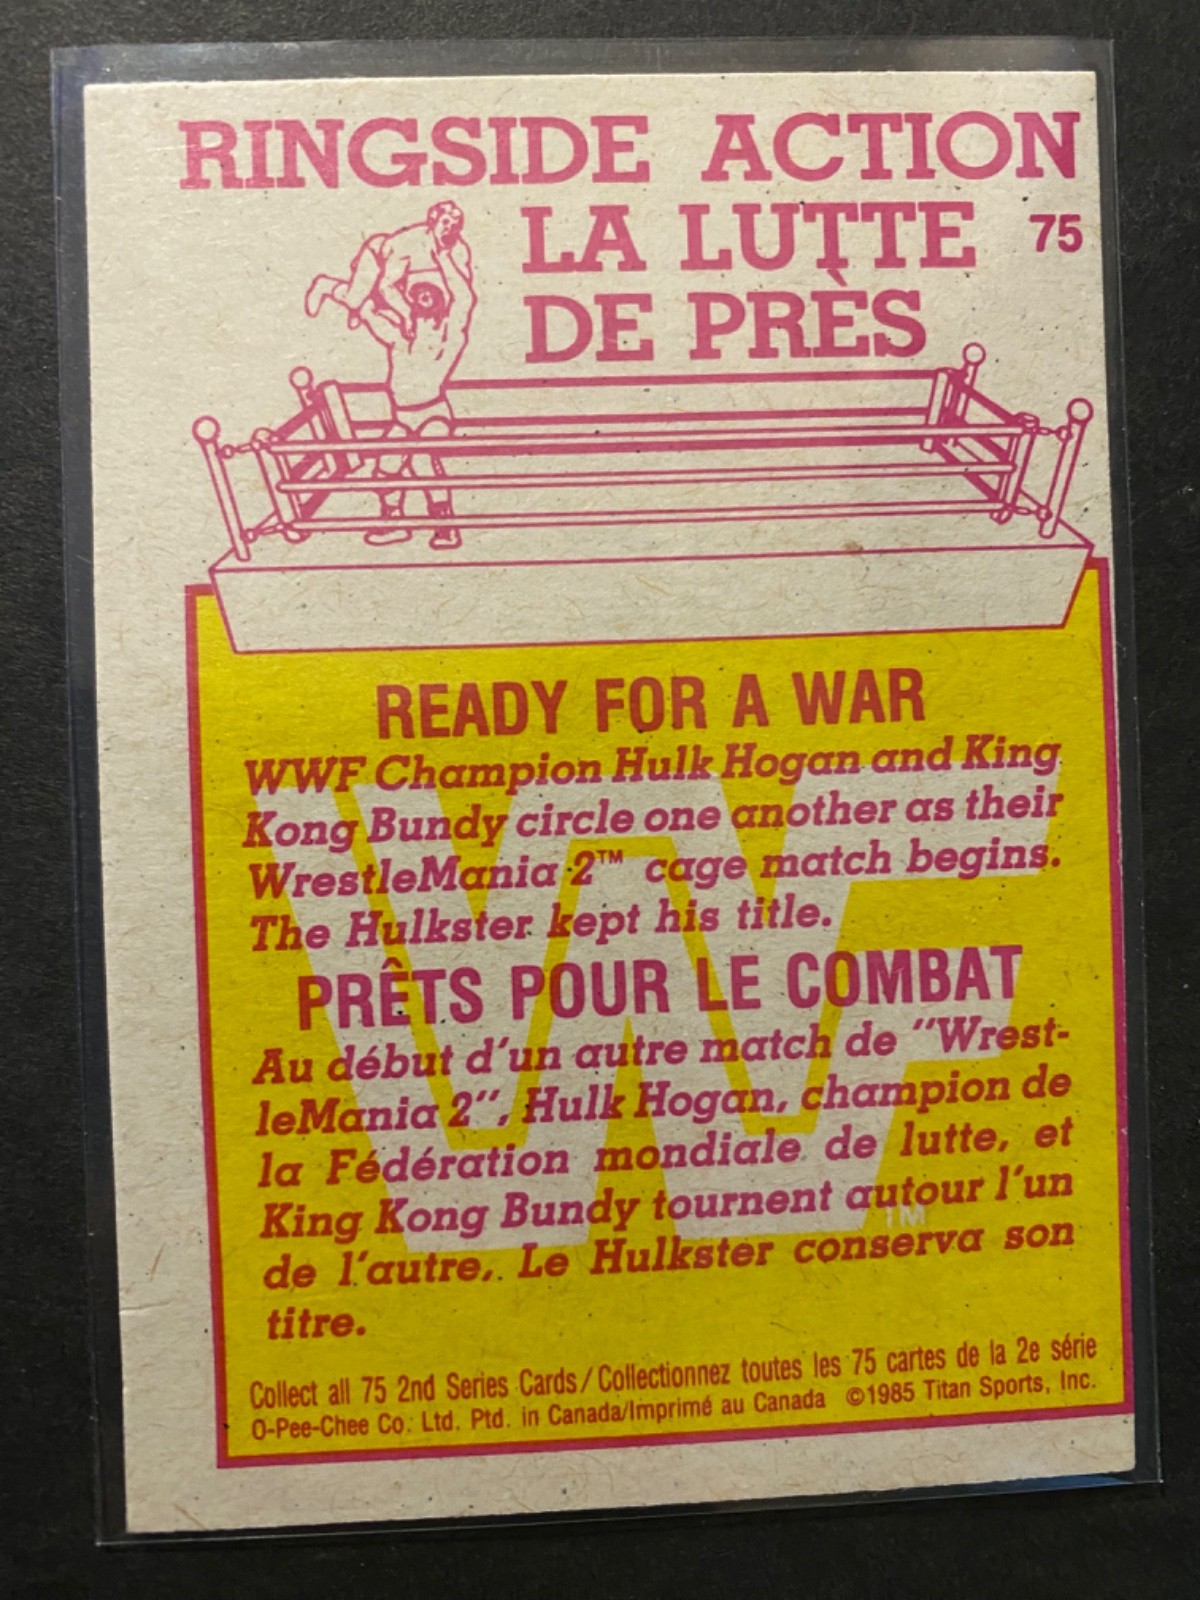 RINGSIDE ACTION
LA LUTTE 75
DE PRÈS
READY FOR A WAR
WWF Champion Hulk Hogan and King
Kong Bundy circle one another as their
WrestleMania 2™ cage match begins.
The Hulkster kept his title.
PRÊTS POUR LE COMBAT
Au début d'un autre match de "Wrest-
leMania 2", Hulk Hogan, champion de
la Fédération mondiale de lutte, et
King Kong Bundy tournent autour l'un
de l'autre, Le Hulkster conserva son
titre.
TM
Collect all 75 2nd Series Cards/Collectionnez toutes les 75 cartes de la 2e série
O-Pee-Chee Co. Ltd. Ptd. in Canada/Imprimé au Canada ©1985 Titan Sports, Inc.